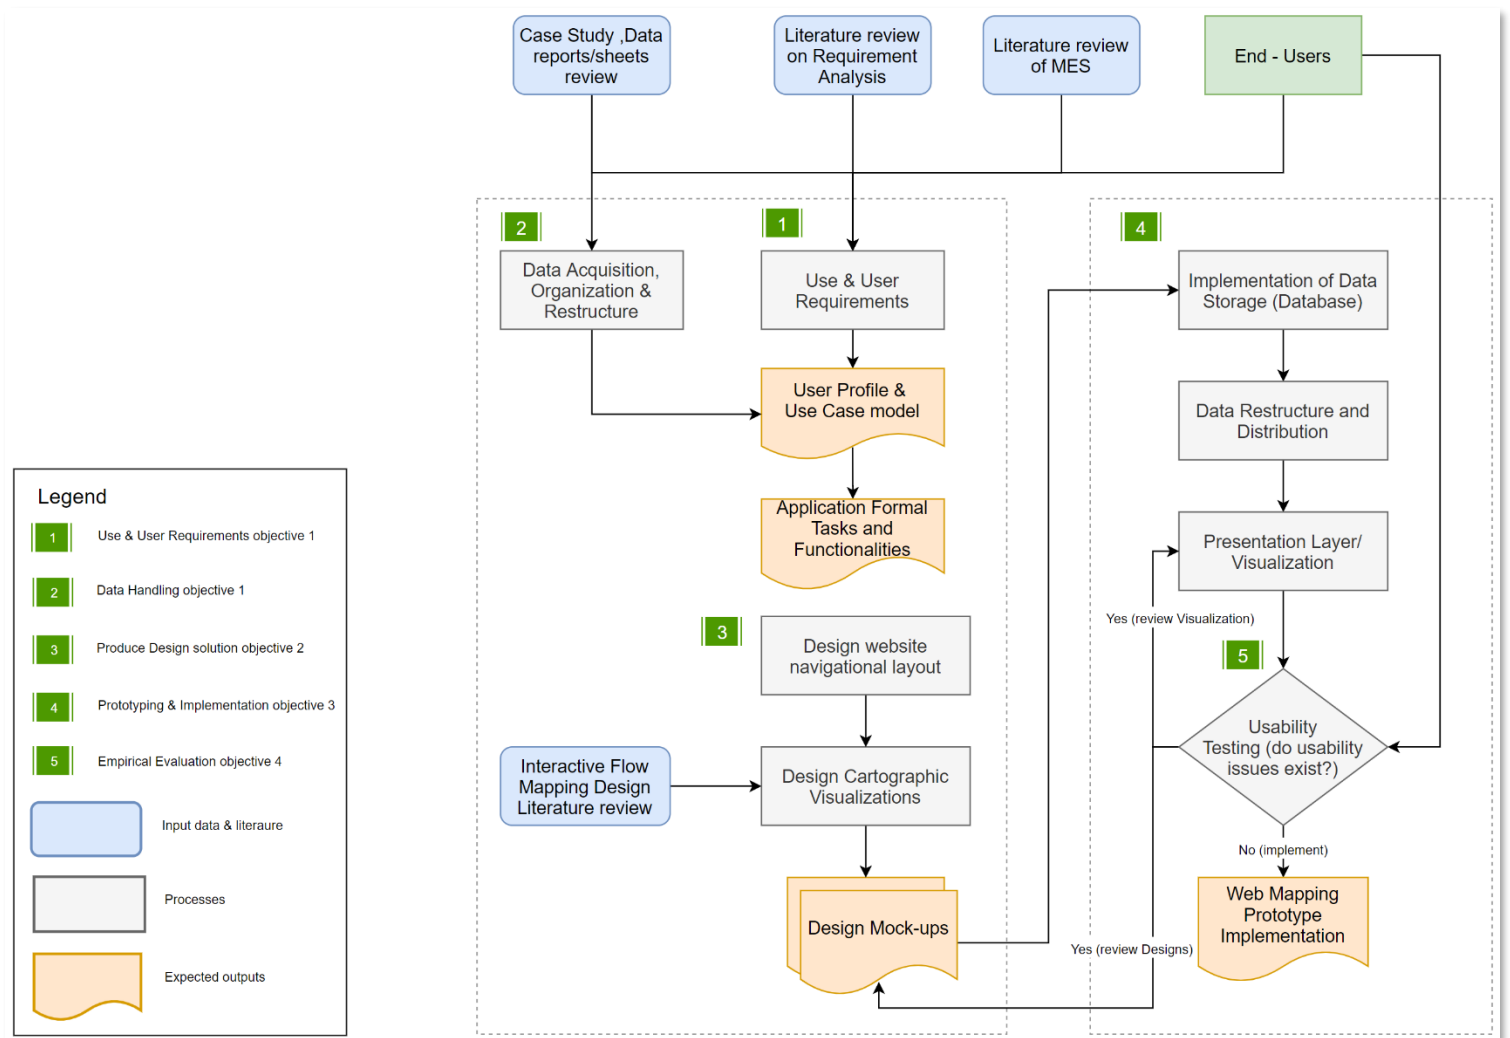 Case Study ,Data
reports/sheets
review
Literature review
on Requirement
Analysis
Literature review
of MES
End - Users
2
1
4
Data Acquisition,
Organization &
Restructure
Use & User
Requirements
Implementation of Data
Storage (Database)
User Profile &
Use Case model
Data Restructure and
Distribution
Application Formal
Tasks and
Functionalities
Presentation Layer/
Visualization
Yes (review Visualization)
3
Design website
navigational layout
5
Usability
Testing (do usability
issues exist?)
Interactive Flow
Mapping Design
Literature review
Design Cartographic
Visualizations
No (implement)
Design Mock-ups
Web Mapping
Prototype
Implementation
Yes (review Designs)
Legend
1 Use & User Requirements objective 1
2 Data Handling objective 1
3 Produce Design solution objective 2
4 Prototyping & Implementation objective 3
5 Empirical Evaluation objective 4
Input data & literaure
Processes
Expected outputs